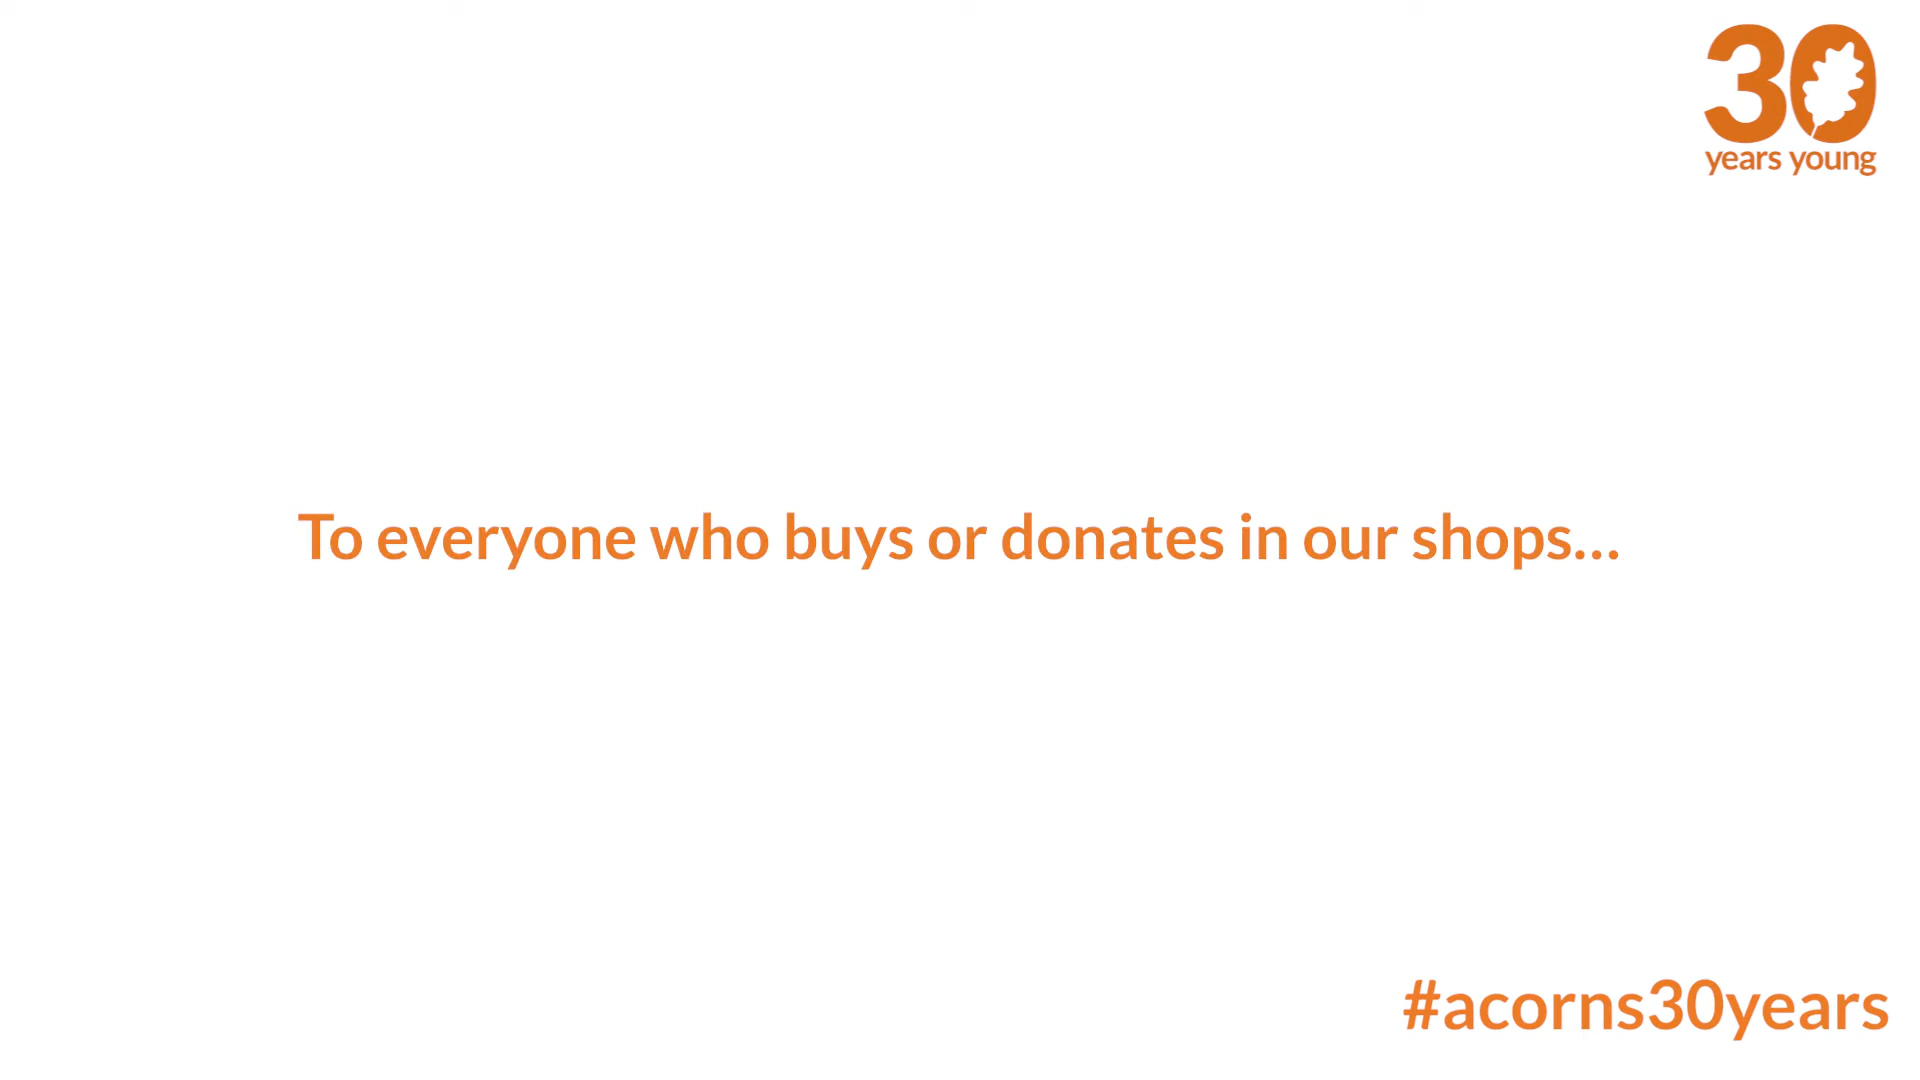 30
years young
To everyone who buys or donates in our shops...
#acorns30years